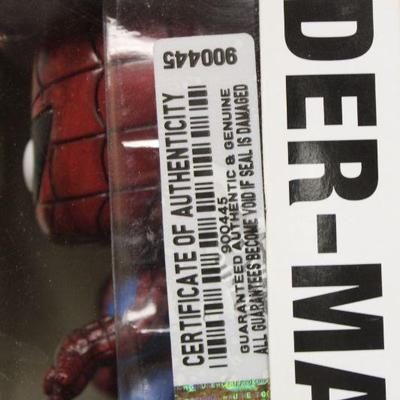 900445
CERTIFICATE OF AUTHENTICITY
900445
GUARANTEED AUTHENTIC & GENUINE
ALL GUARANTEES BECOME VOID IF SEAL IS DAMAGED
DER-MA